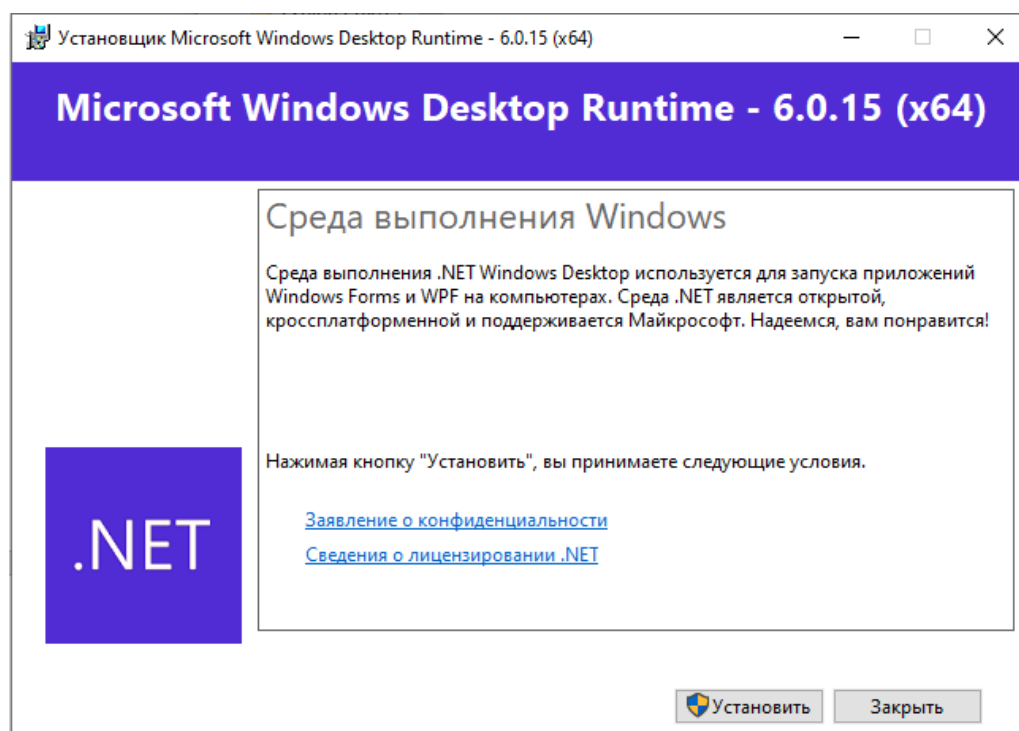 Установщик Microsoft Windows Desktop Runtime - 6.0.15 (x64)
Microsoft Windows Desktop Runtime - 6.0.15 (x64)
Среда выполнения Windows
Среда выполнения .NET Windows Desktop используется для запуска приложений
Windows Forms и WPF на компьютерах. Среда .NET является открытой,
кроссплатформенной и поддерживается Майкрософт. Надеемся, вам понравится!
Нажимая кнопку "Установить", вы принимаете следующие условия.
Заявление о конфиденциальности
Сведения о лицензировании .NET
.NET
Установить
Закрыть